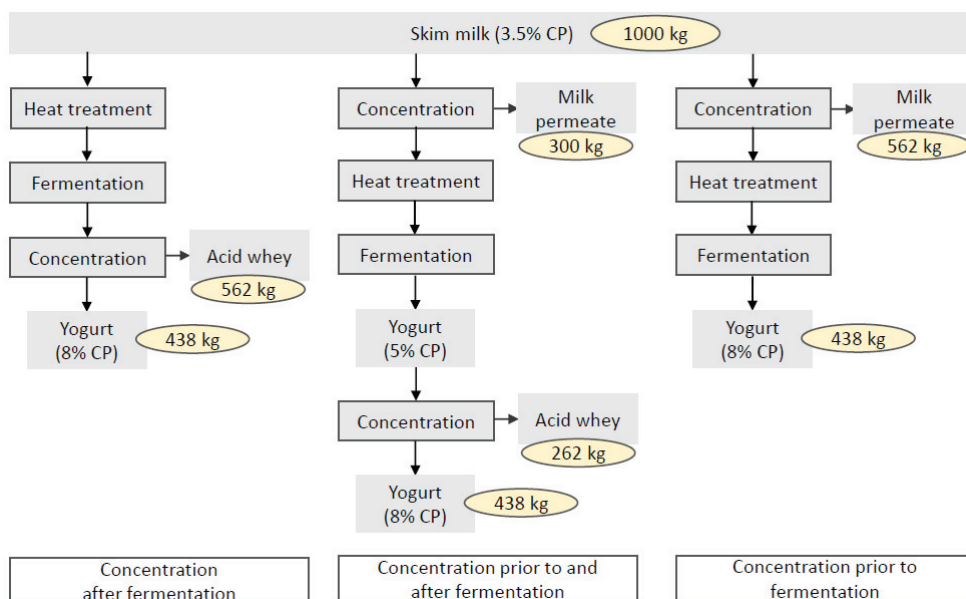 Skim milk (3.5% CP) 1000 kg
Heat treatment
Fermentation
Concentration
Acid whey
562 kg
Yogurt
(8% CP)
438 kg
Concentration
after fermentation
Concentration
Milk
permeate
300 kg
Heat treatment
Fermentation
Yogurt
(5% CP)
Concentration
Acid whey
262 kg
Yogurt
(8% CP)
438 kg
Concentration prior to and
after fermentation
Concentration
Milk
permeate
562 kg
Heat treatment
Fermentation
Yogurt
(8% CP)
438 kg
Concentration prior to
fermentation